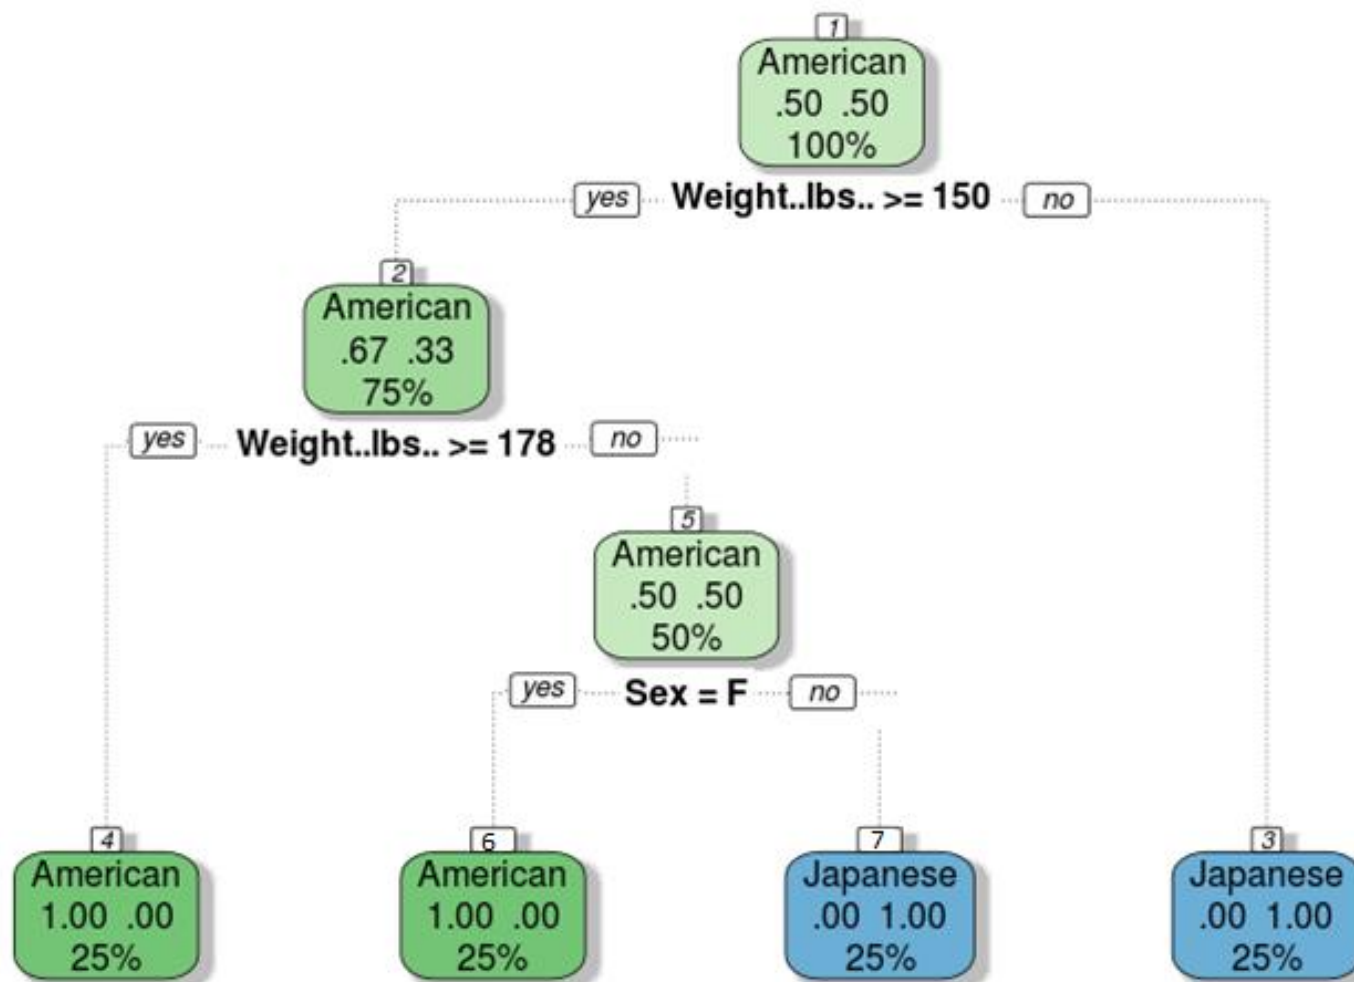 1
American
.50 .50
100%
yes Weight..lbs.. >= 150 no
2
American
.67 .33
75%
yes Weight..lbs.. >= 178 no
5
American
.50 .50
50%
yes Sex = F no
4
American
1.00 .00
25%
6
American
1.00 .00
25%
7
Japanese
.00 1.00
25%
3
Japanese
.00 1.00
25%